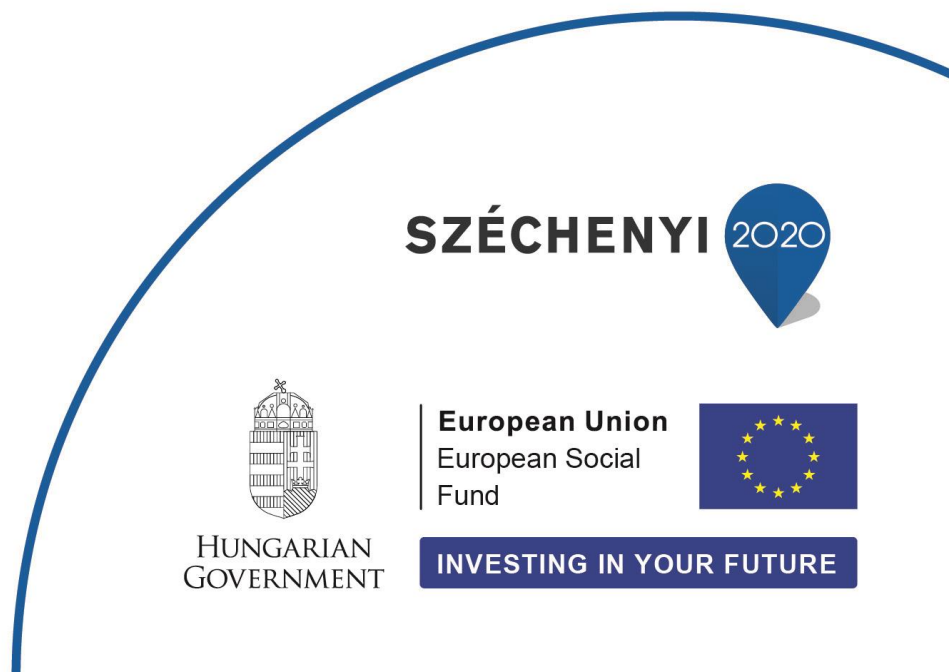 SZÉCHENYI 2020
European Union
European Social
Fund
HUNGARIAN
GOVERNMENT
INVESTING IN YOUR FUTURE